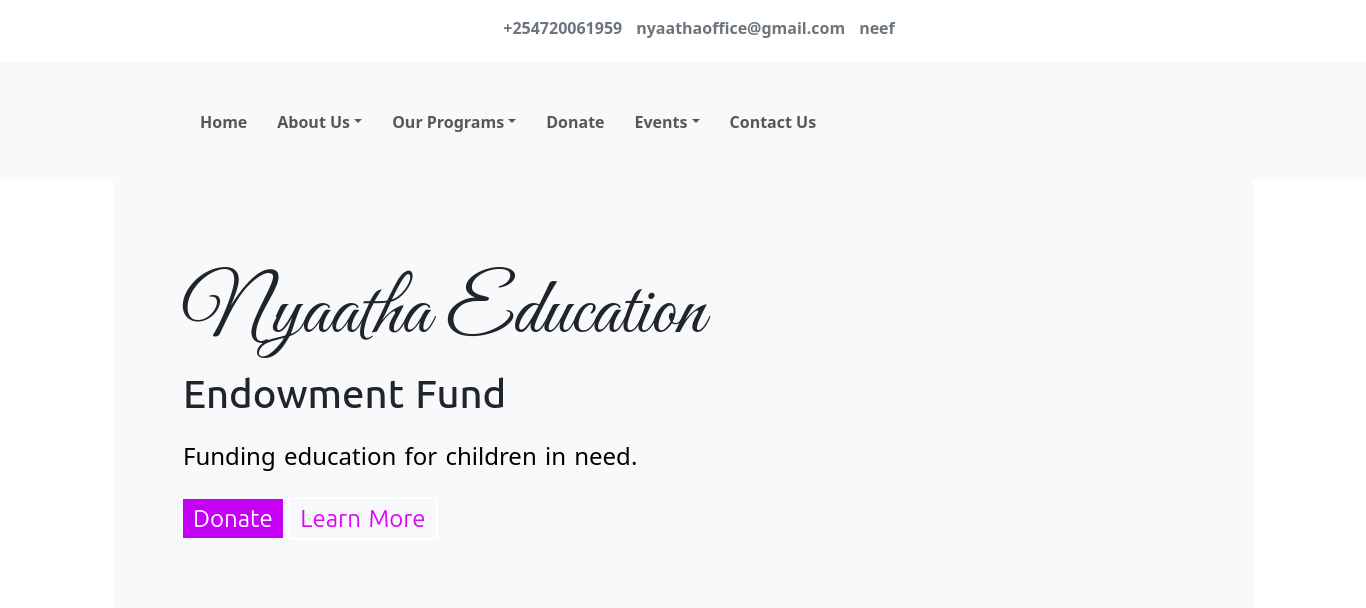 +254720061959 nyaathaoffice@gmail.com neef
Home About Us Our Programs Donate Events Contact Us
Nyaatha Education
Endowment Fund
Funding education for children in need.
Donate Learn More